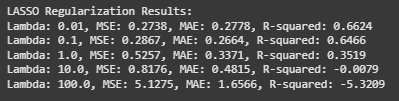 LASSO Regularization Results:
Lambda: 0.01, MSE: 0.2738, MAE: 0.2778, R-squared: 0.6624
Lambda: 0.1, MSE: 0.2867, MAE: 0.2664, R-squared: 0.6466
Lambda: 1.0, MSE: 0.5257, MAE: 0.3371, R-squared: 0.3519
Lambda: 10.0, MSE: 0.8176, MAE: 0.4815, R-squared: -0.0079
Lambda: 100.0, MSE: 5.1275, MAE: 1.6566, R-squared: -5.3209